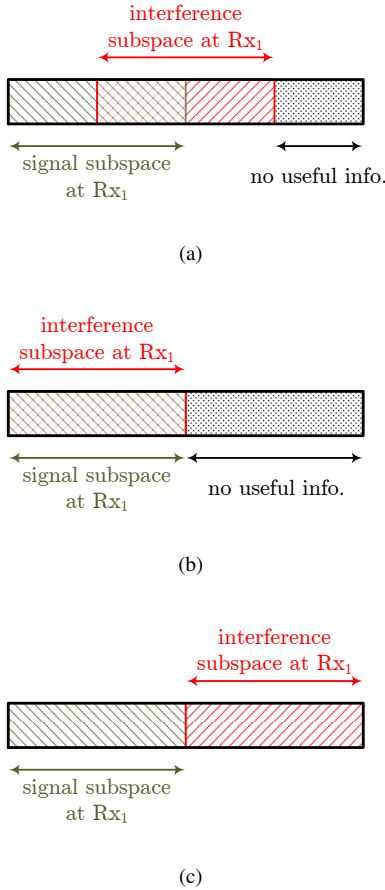 interference
subspace at Rx₁
signal subspace
at Rx₁
no useful info.
(a)
interference
subspace at Rx₁
signal subspace
at Rx₁
no useful info.
(b)
interference
subspace at Rx₁
signal subspace
at Rx₁
(c)